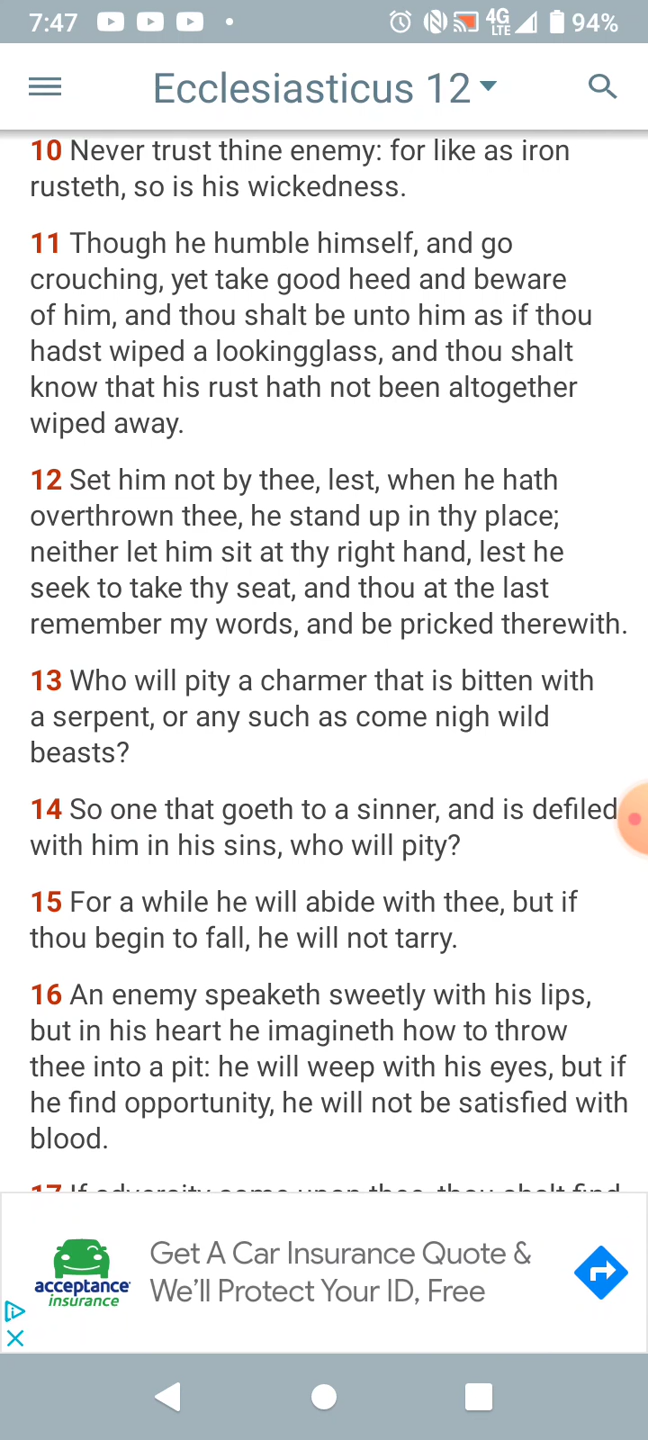 7:47
4G
LTE
94%
Ecclesiasticus 12
10 Never trust thine enemy: for like as iron
rusteth, so is his wickedness.
11 Though he humble himself, and go
crouching, yet take good heed and beware
of him, and thou shalt be unto him as if thou
hadst wiped a lookingglass, and thou shalt
know that his rust hath not been altogether
wiped away.
12 Set him not by thee, lest, when he hath
overthrown thee, he stand up in thy place;
neither let him sit at thy right hand, lest he
seek to take thy seat, and thou at the last
remember my words, and be pricked therewith.
13 Who will pity a charmer that is bitten with
a serpent, or any such as come nigh wild
beasts?
14 So one that goeth to a sinner, and is defiled
with him in his sins, who will pity?
15 For a while he will abide with thee, but if
thou begin to fall, he will not tarry.
16 An enemy speaketh sweetly with his lips,
but in his heart he imagineth how to throw
thee into a pit: he will weep with his eyes, but if
he find opportunity, he will not be satisfied with
blood.
17 If adversity come upon thee, thou shalt find
acceptance
insurance
Get A Car Insurance Quote &
We'll Protect Your ID, Free